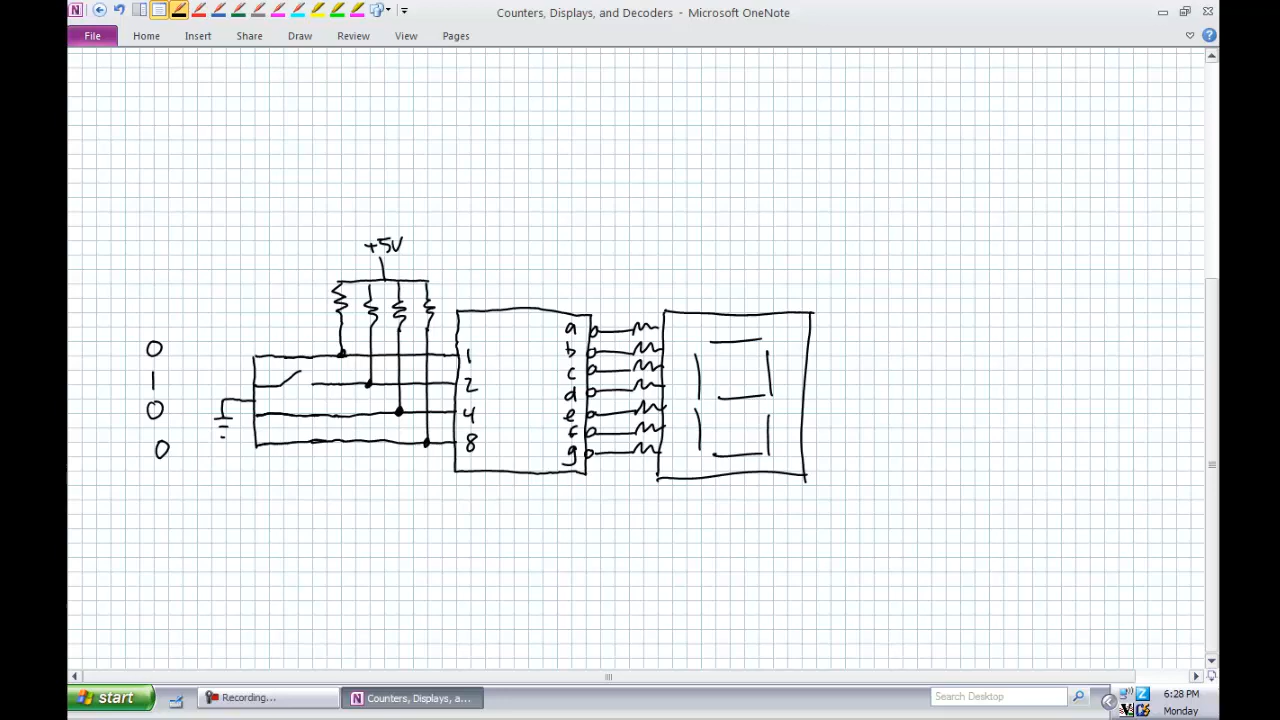 Counters, Displays, and Decoders - Microsoft OneNote
File Home Insert Share Draw Review View Pages
+5V
0 1 a
1 2 b
0 4 c
0 8 d
e
f
g
start Recording... Counters, Displays, a... Search Desktop 6:28 PM
Monday